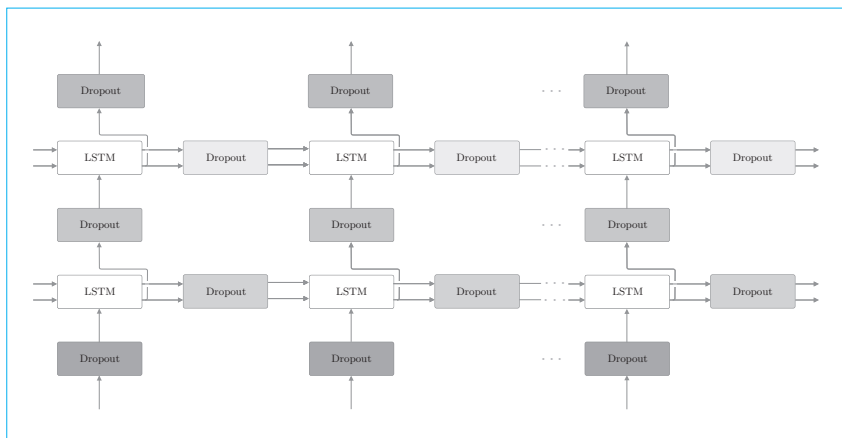 Dropout Dropout . . . Dropout
LSTM Dropout LSTM Dropout . . . LSTM Dropout
. . .
Dropout Dropout . . . Dropout
LSTM Dropout LSTM Dropout . . . LSTM Dropout
. . .
Dropout Dropout . . . Dropout